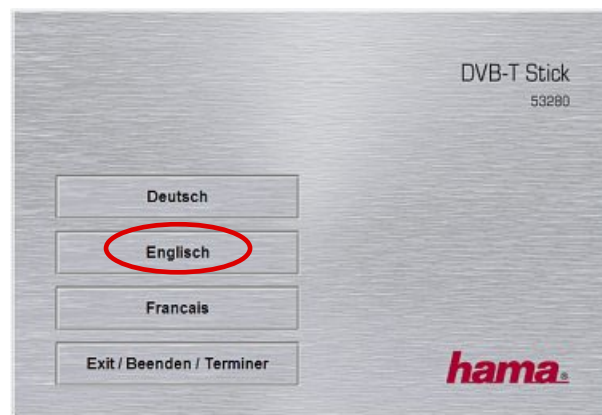 DVB-T Stick
53280
Deutsch
Englisch
Francais
Exit / Beenden / Terminer
hama®